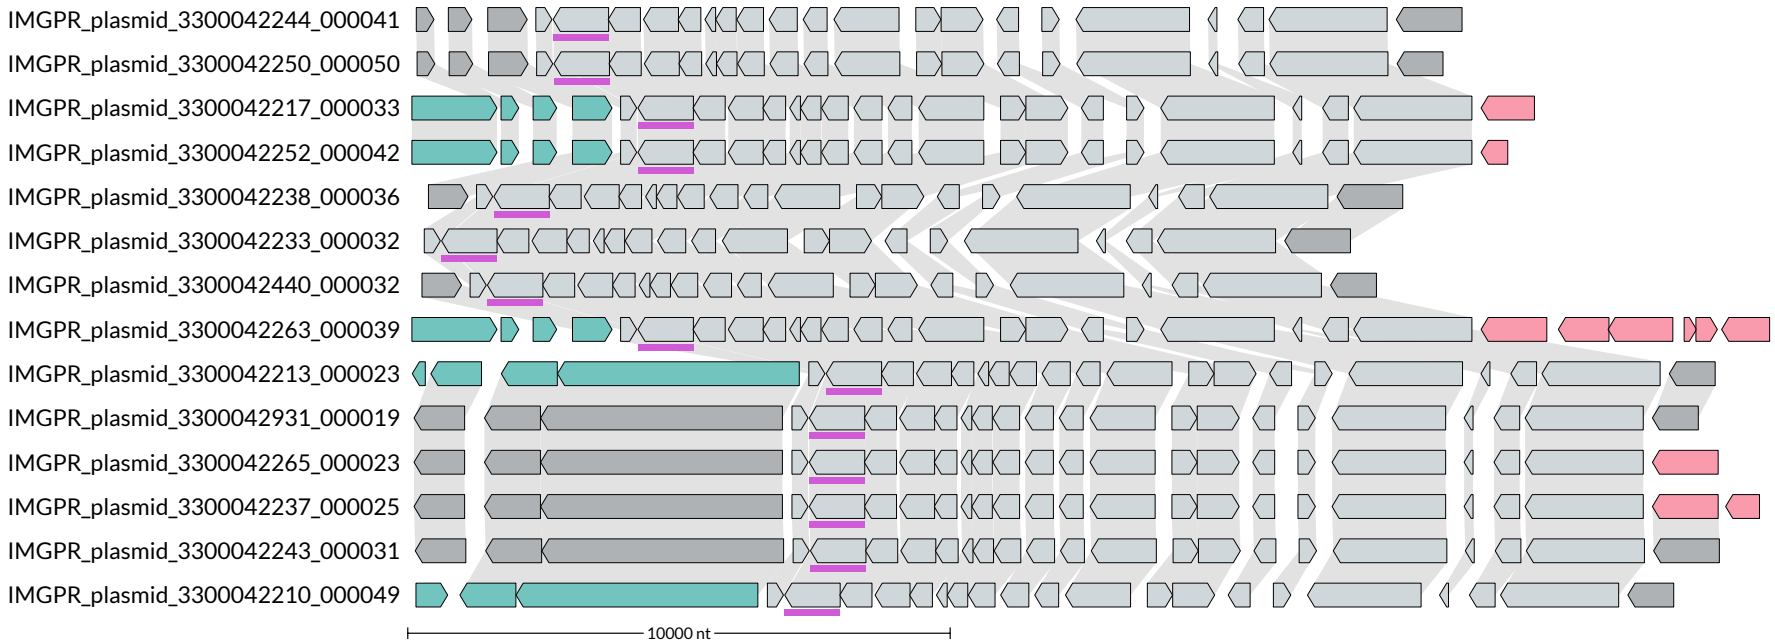 IMGPR_plasmid_3300042244_000041
IMGPR_plasmid_3300042250_000050
IMGPR_plasmid_3300042217_000033
IMGPR_plasmid_3300042252_000042
IMGPR_plasmid_3300042238_000036
IMGPR_plasmid_3300042233_000032
IMGPR_plasmid_3300042440_000032
IMGPR_plasmid_3300042263_000039
IMGPR_plasmid_3300042213_000023
IMGPR_plasmid_3300042931_000019
IMGPR_plasmid_3300042265_000023
IMGPR_plasmid_3300042237_000025
IMGPR_plasmid_3300042243_000031
IMGPR_plasmid_3300042210_000049
10000 nt